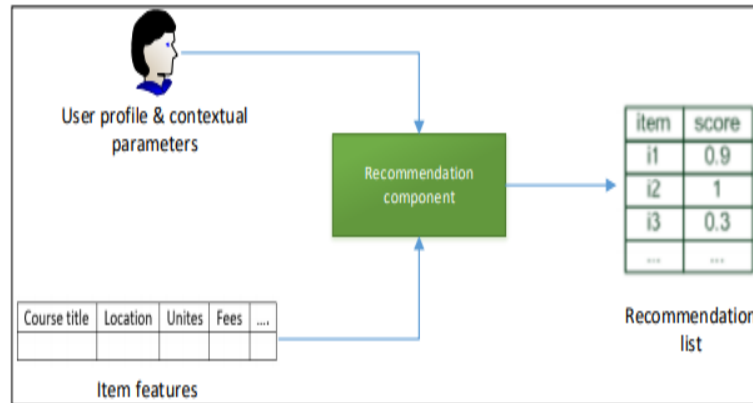 User profile & contextual
parameters
Recommendation
component
item score
i1 0.9
i2 1
i3 0.3
... ...
Recommendation
list
Course title Location Unites Fees ....
Item features